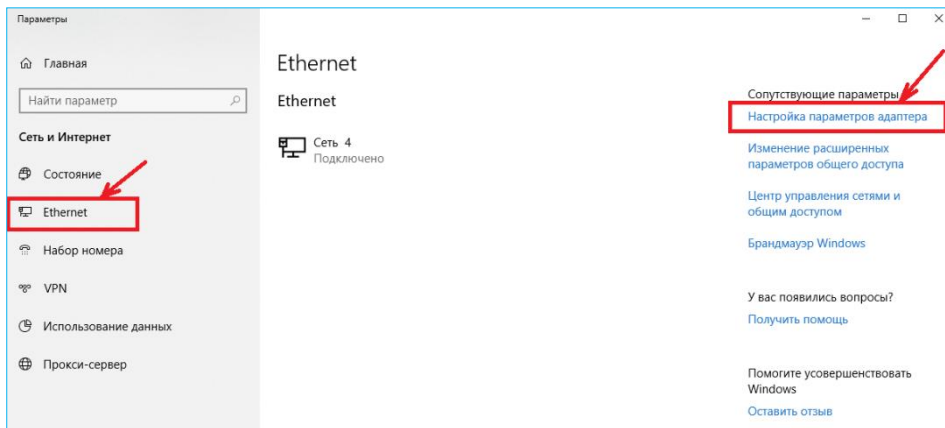 Параметры
Главная
Найти параметр
Сеть и Интернет
Состояние
Ethernet
Набор номера
VPN
Использование данных
Прокси-сервер
Ethernet
Ethernet
Сеть 4
Подключено
Сопутствующие параметры
Настройка параметров адаптера
Изменение расширенных
параметров общего доступа
Центр управления сетями и
общим доступом
Брандмауэр Windows
У вас появились вопросы?
Получить помощь
Помогите усовершенствовать
Windows
Оставить отзыв